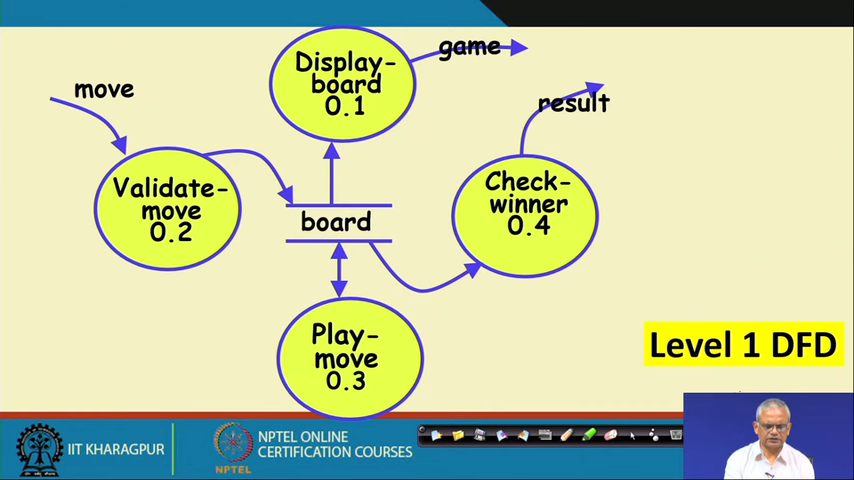 move
Display-
board
0.1
game
result
Validate-
move
0.2
board
Check-
winner
0.4
Play-
move
0.3
Level 1 DFD
IIT KHARAGPUR
NPTEL
NPTEL ONLINE
CERTIFICATION COURSES